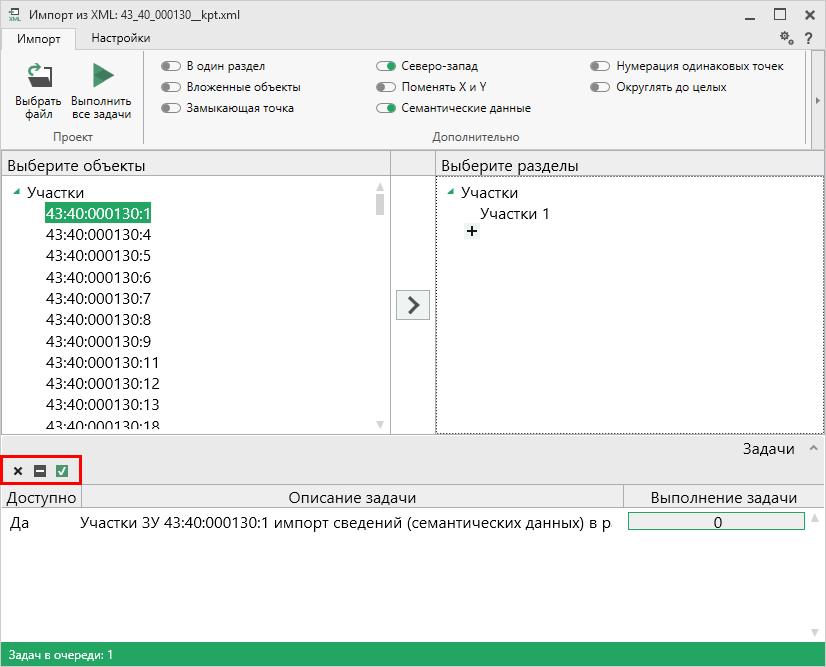 Импорт из XML: 43_40_000130__kpt.xml
Импорт
Настройки
?
Выбрать файл
Выполнить все задачи
Проект
В один раздел
Вложенные объекты
Замыкающая точка
Северо-запад
Поменять X и Y
Семантические данные
Нумерация одинаковых точек
Округлять до целых
Дополнительно
Выберите объекты
Участки
43:40:000130:1
43:40:000130:4
43:40:000130:5
43:40:000130:6
43:40:000130:7
43:40:000130:8
43:40:000130:9
43:40:000130:11
43:40:000130:12
43:40:000130:13
43:40:000130:18
Выберите разделы
Участки
Участки 1
Задачи
Доступно
Описание задачи
Выполнение задачи
Да
Участки ЗУ 43:40:000130:1 импорт сведений (семантических данных) в ра
0
Задач в очереди: 1